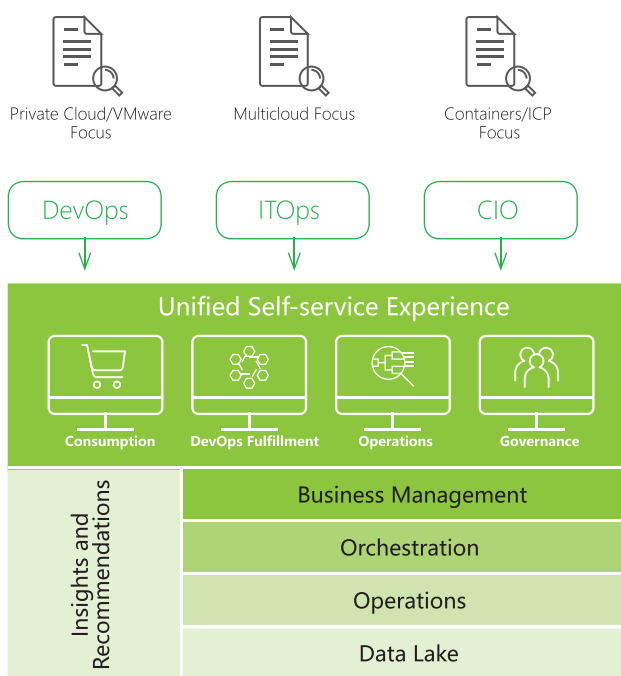 Private Cloud/VMware
Focus
Multicloud Focus
Containers/ICP
Focus
DevOps
ITOps
CIO
Unified Self-service Experience
Consumption
DevOps Fulfillment
Operations
Governance
Insights and
Recommendations
Business Management
Orchestration
Operations
Data Lake